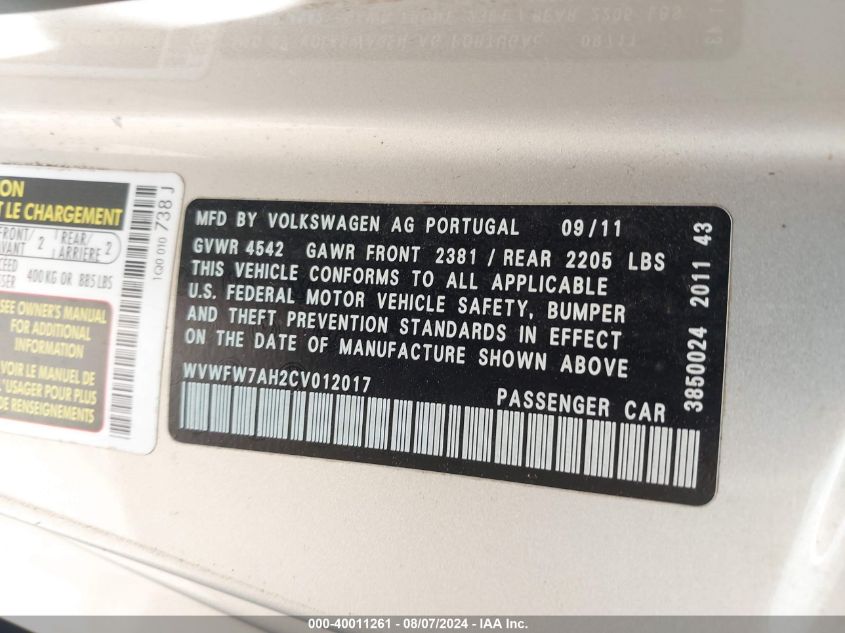 ION
T LE CHARGEMENT
FRONT/
AVANT 2 REAR/
ARRIÈRE 2
400 KG OR 885 LBS
SEE OWNER'S MANUAL
FOR ADDITIONAL
INFORMATION
VOIR LE MANUEL DE
L'USAGER POUR PLUS
DE RENSEIGNEMENTS
1Q0 010 738 J
MFD BY VOLKSWAGEN AG PORTUGAL 09/11
GVWR 4542 GAWR FRONT 2381 / REAR 2205 LBS
THIS VEHICLE CONFORMS TO ALL APPLICABLE
U.S. FEDERAL MOTOR VEHICLE SAFETY, BUMPER
AND THEFT PREVENTION STANDARDS IN EFFECT
ON THE DATE OF MANUFACTURE SHOWN ABOVE
WVWFW7AH2CV012017
PASSENGER CAR
3850024 2011 43
000-40011261 - 08/07/2024 - IAA Inc.